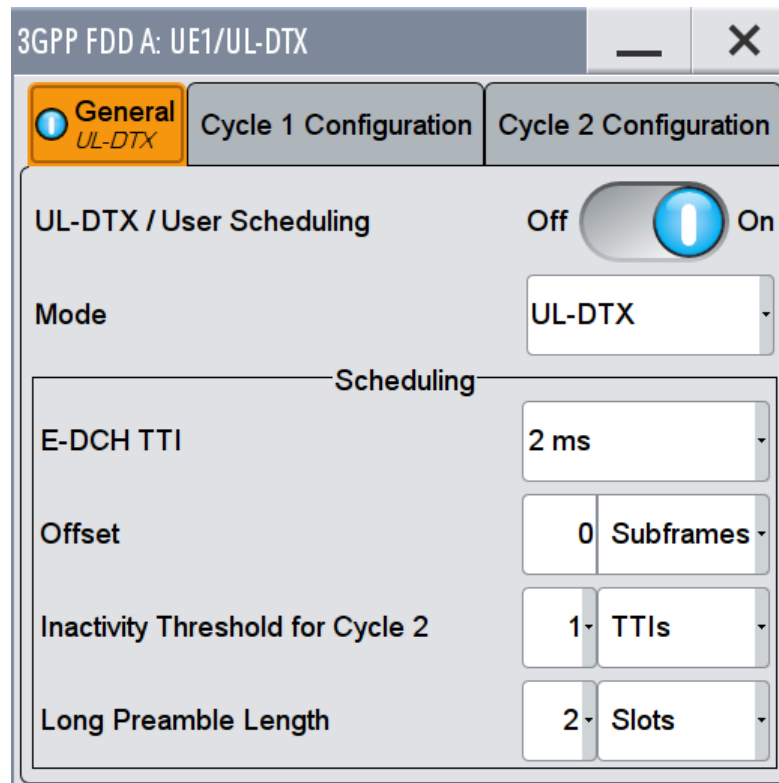 3GPP FDD A: UE1/UL-DTX
General
UL-DTX
Cycle 1 Configuration
Cycle 2 Configuration
UL-DTX / User Scheduling
Off
On
Mode
UL-DTX
Scheduling
E-DCH TTI
2 ms
Offset
0 Subframes
Inactivity Threshold for Cycle 2
1 TTIs
Long Preamble Length
2 Slots